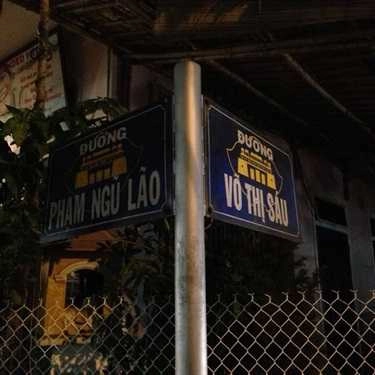 ĐƯỜNG
PHẠM NGŨ LÃO
ĐƯỜNG
VÕ THỊ SÁU